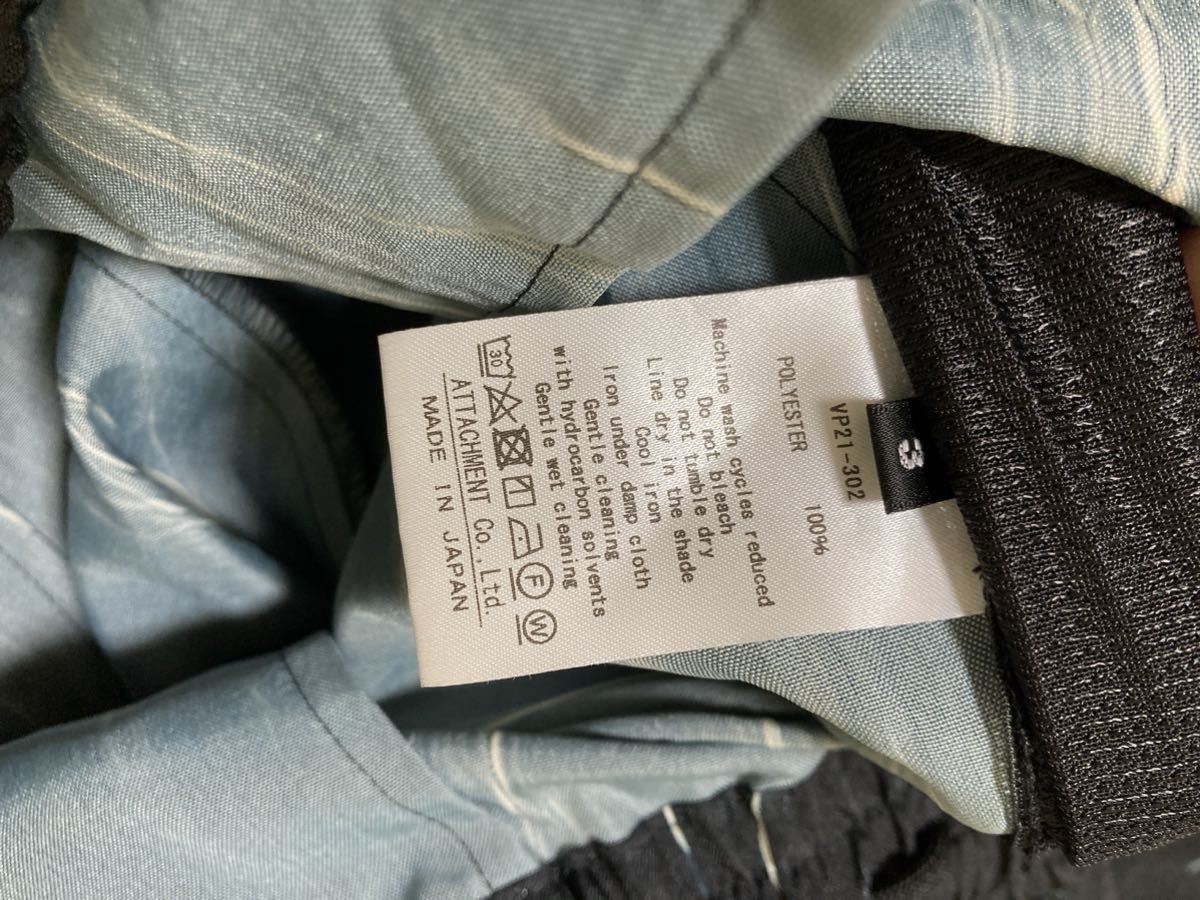 3
VP21-302
POLYESTER 100%
Machine wash cycles reduced
Do not bleach
Do not tumble dry
Line dry in the shade
Cool iron
Iron under damp cloth
Gentle cleaning
with hydrocarbon solvents
Gentle wet cleaning
30 F W
ATTACHMENT Co.,Ltd.
MADE IN JAPAN